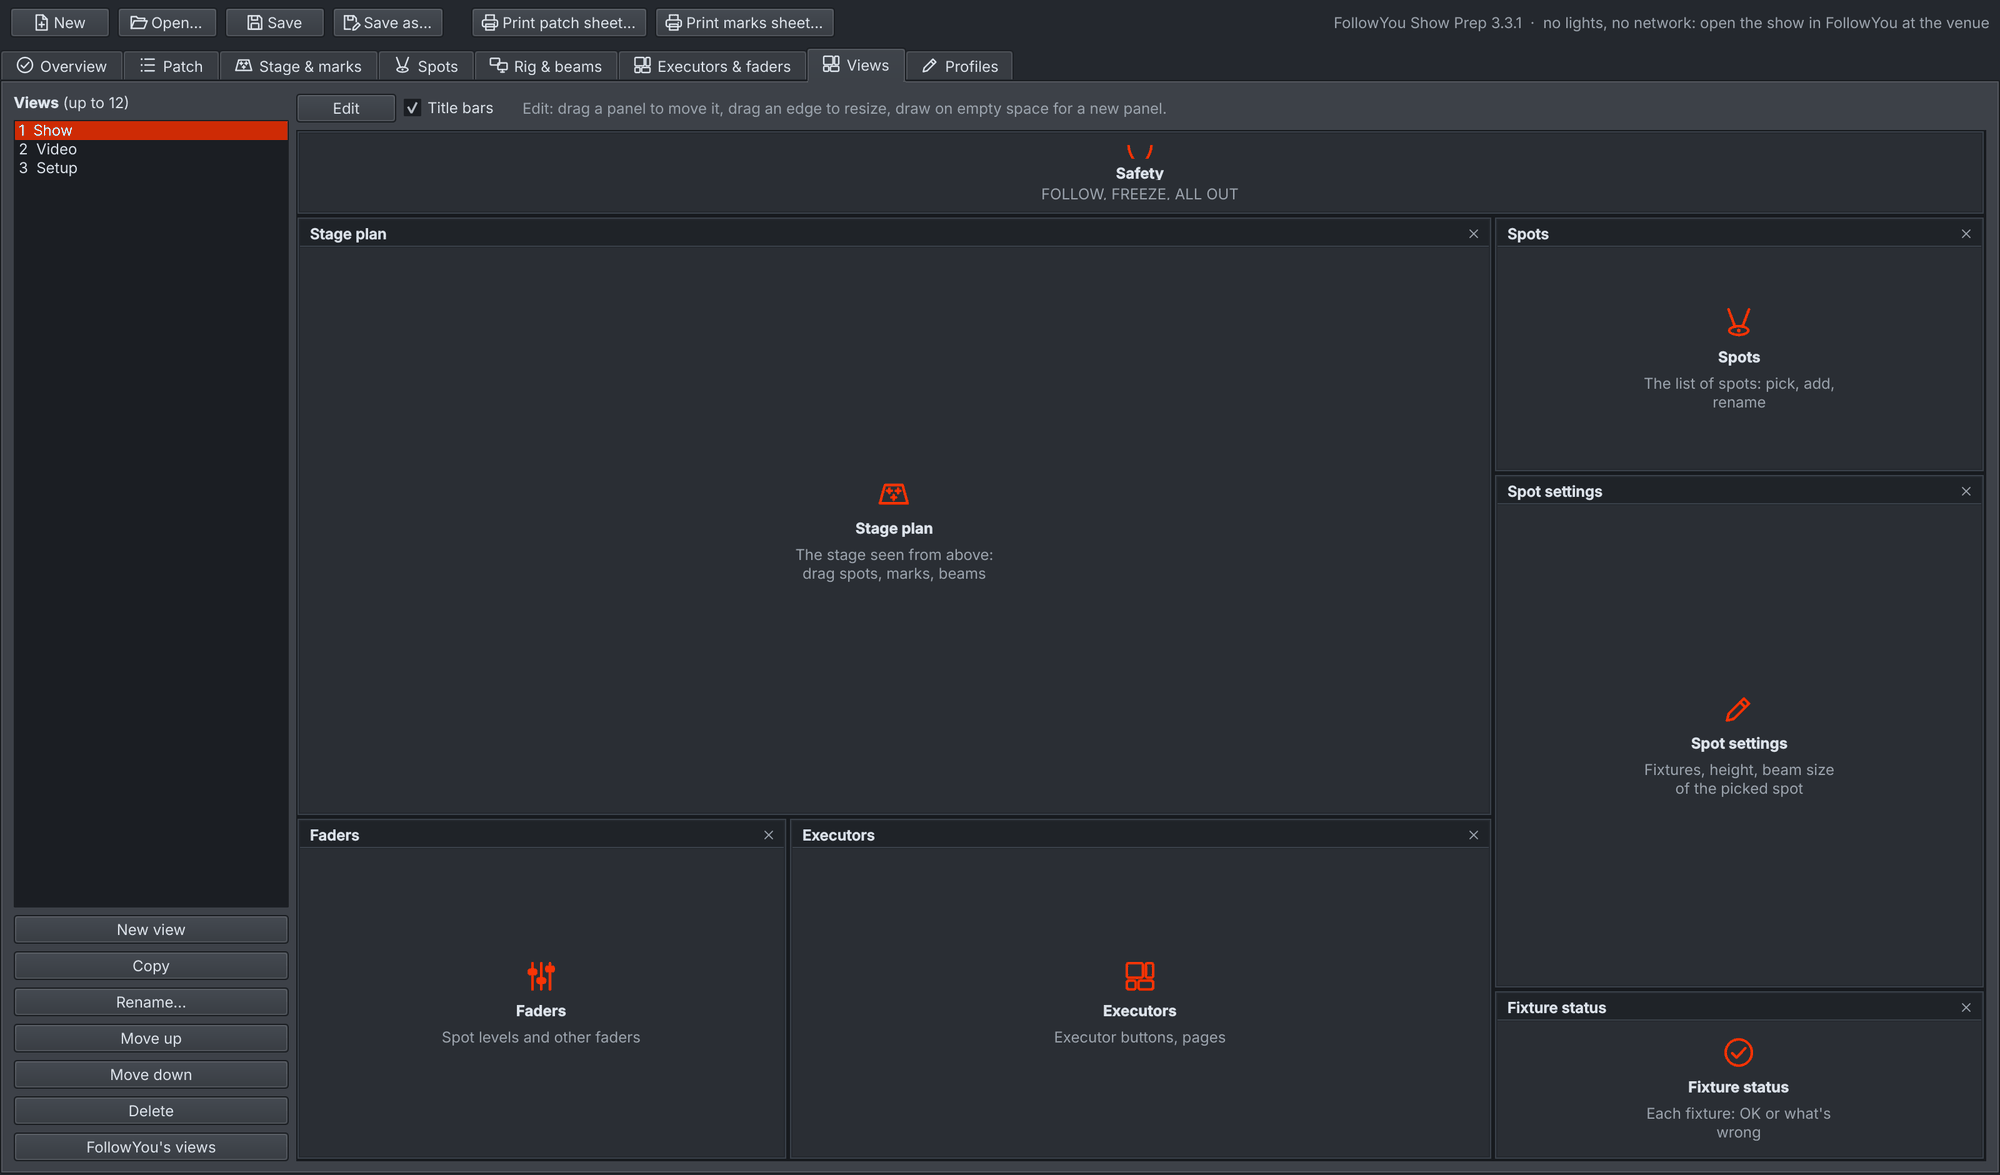 New
Open...
Save
Save as...
Print patch sheet...
Print marks sheet...
FollowYou Show Prep 3.3.1 · no lights, no network: open the show in FollowYou at the venue
Overview
Patch
Stage & marks
Spots
Rig & beams
Executors & faders
Views
Profiles
Views (up to 12)
1 Show
2 Video
3 Setup
New view
Copy
Rename...
Move up
Move down
Delete
FollowYou's views
Edit
Title bars
Edit: drag a panel to move it, drag an edge to resize, draw on empty space for a new panel.
Safety
FOLLOW, FREEZE, ALL OUT
Stage plan
Stage plan
The stage seen from above:
drag spots, marks, beams
Spots
Spots
The list of spots: pick, add,
rename
Spot settings
Spot settings
Fixtures, height, beam size
of the picked spot
Faders
Faders
Spot levels and other faders
Executors
Executors
Executor buttons, pages
Fixture status
Fixture status
Each fixture: OK or what's
wrong